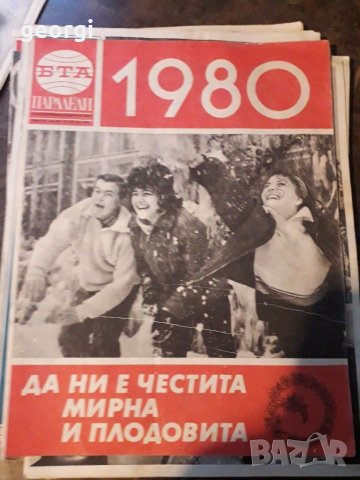 georgi
БТА
ПАРАЛЕЛИ
1980
ДА НИ Е ЧЕСТИТА
МИРНА
И ПЛОДОВИТА
BAZAR